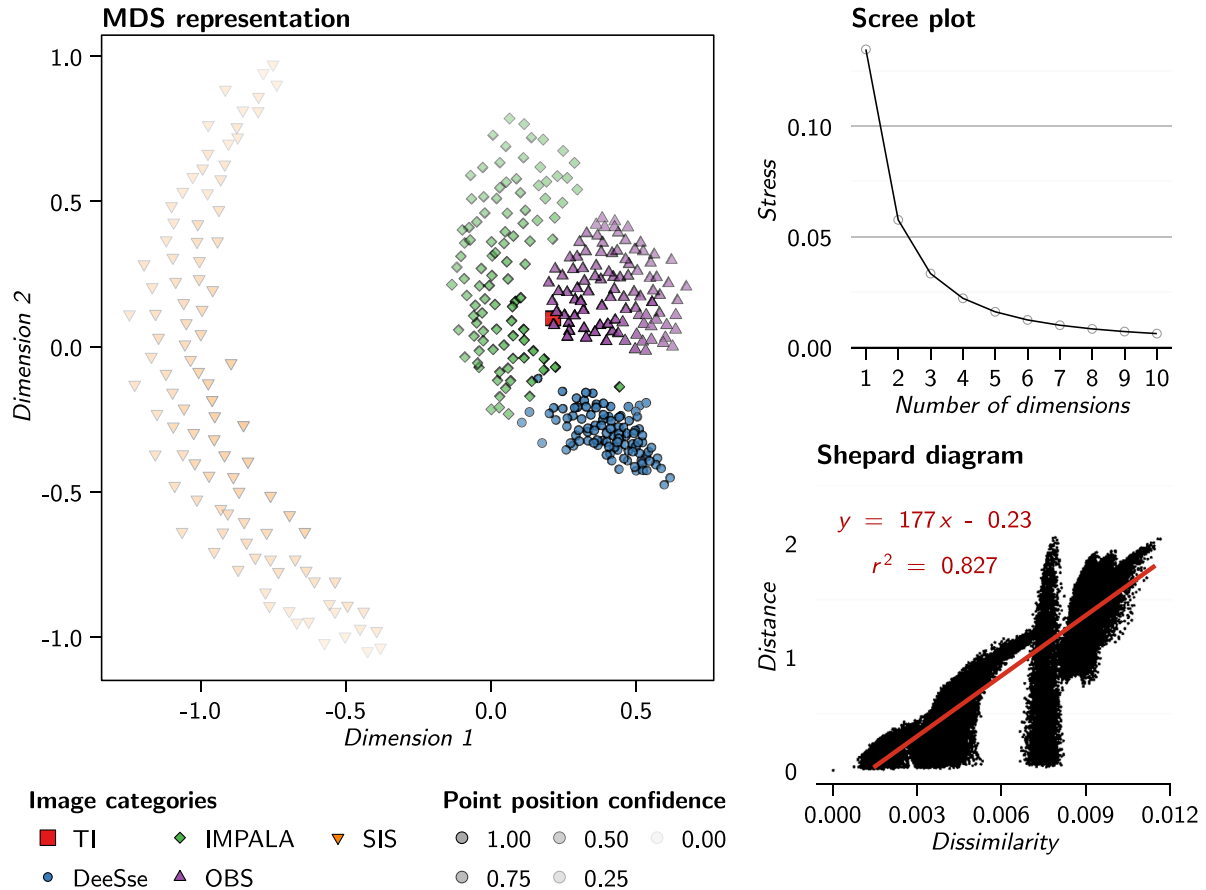 MDS representation
1.0
0.5
0.0
-0.5
-1.0
Dimension 2
-1.0 -0.5 0.0 0.5
Dimension 1
Scree plot
0.10
0.05
0.00
Stress
1 2 3 4 5 6 7 8 9 10
Number of dimensions
Shepard diagram
y = 177x - 0.23
r² = 0.827
2
1
0
Distance
0.000 0.003 0.006 0.009 0.012
Dissimilarity
Image categories
TI IMPALA SIS
DeeSse OBS
Point position confidence
1.00 0.50 0.00
0.75 0.25